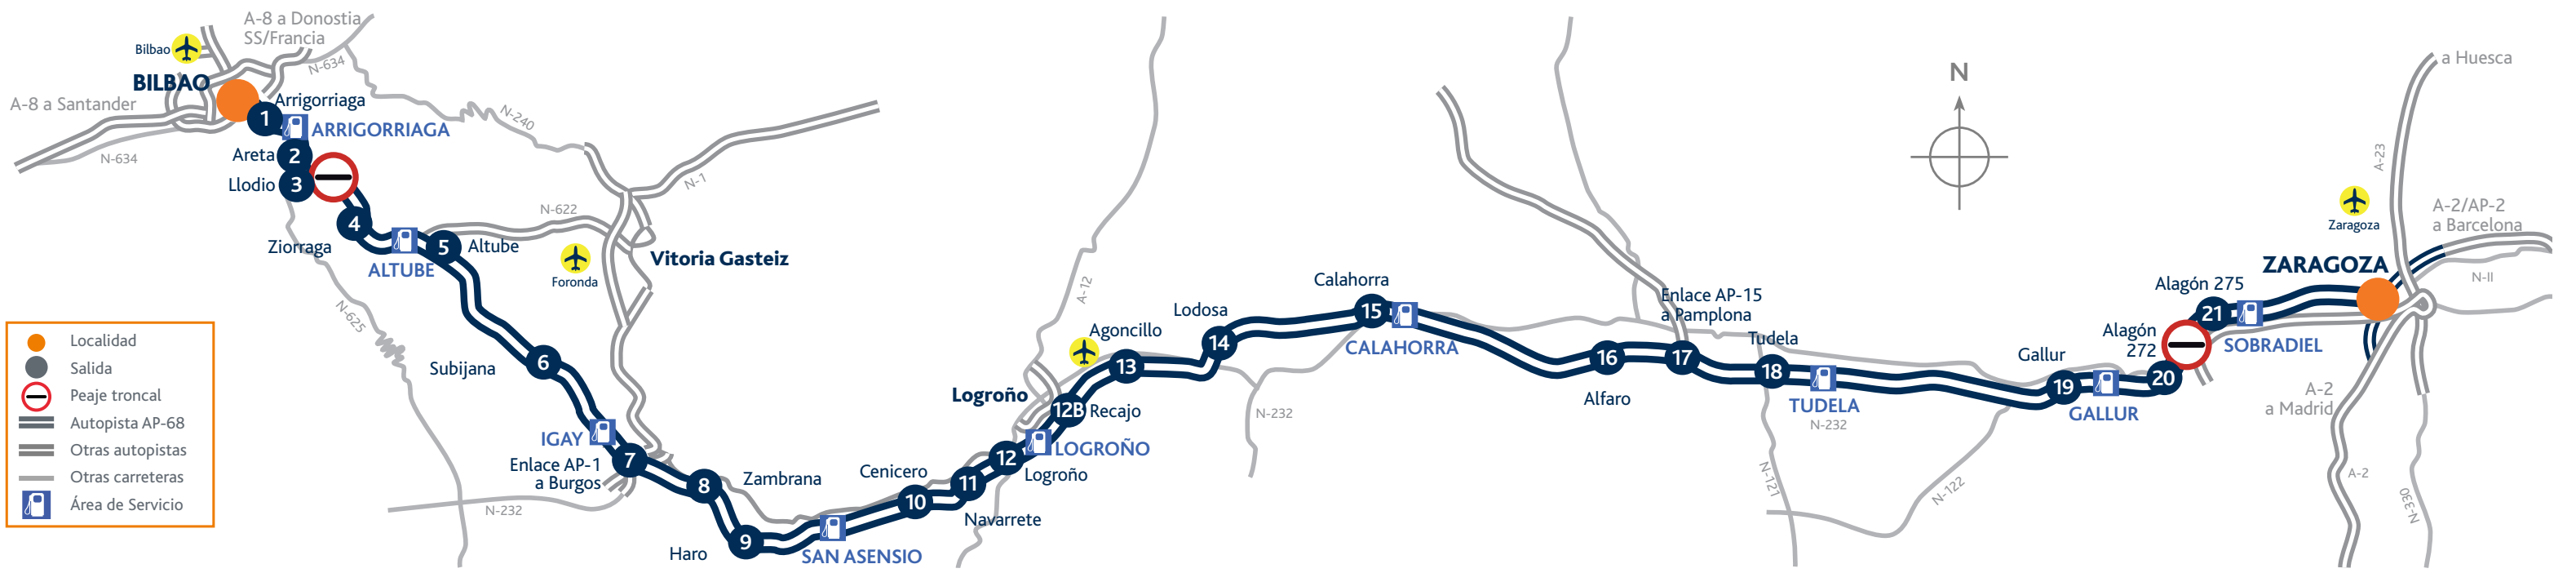 A-8 a Donostia
SS/Francia
Bilbao
N-634
BILBAO
A-8 a Santander
N-634
Arrigorriaga
1
ARRIGORRIAGA
Areta
2
Llodio
3
N-240
N-1
4
Ziorraga
ALTUBE
5
Altube
N-622
Foronda
Vitoria Gasteiz
N-625
Subijana
6
IGAY
Enlace AP-1
a Burgos
7
N-232
8
Zambrana
Haro
9
SAN ASENSIO
Cenicero
10
11
Navarrete
12
Logroño
LOGROÑO
Logroño
12B
Recajo
A-12
Agoncillo
13
Lodosa
14
N-232
Calahorra
15
CALAHORRA
16
Alfaro
Enlace AP-15
a Pamplona
17
Tudela
18
TUDELA
N-232
N-121
N-122
Gallur
19
GALLUR
Alagón
272
20
Alagón 275
21
SOBRADIEL
ZARAGOZA
Zaragoza
N
a Huesca
A-23
A-2/AP-2
a Barcelona
N-II
A-2
a Madrid
A-2
N-330
Localidad
Salida
Peaje troncal
Autopista AP-68
Otras autopistas
Otras carreteras
Área de Servicio